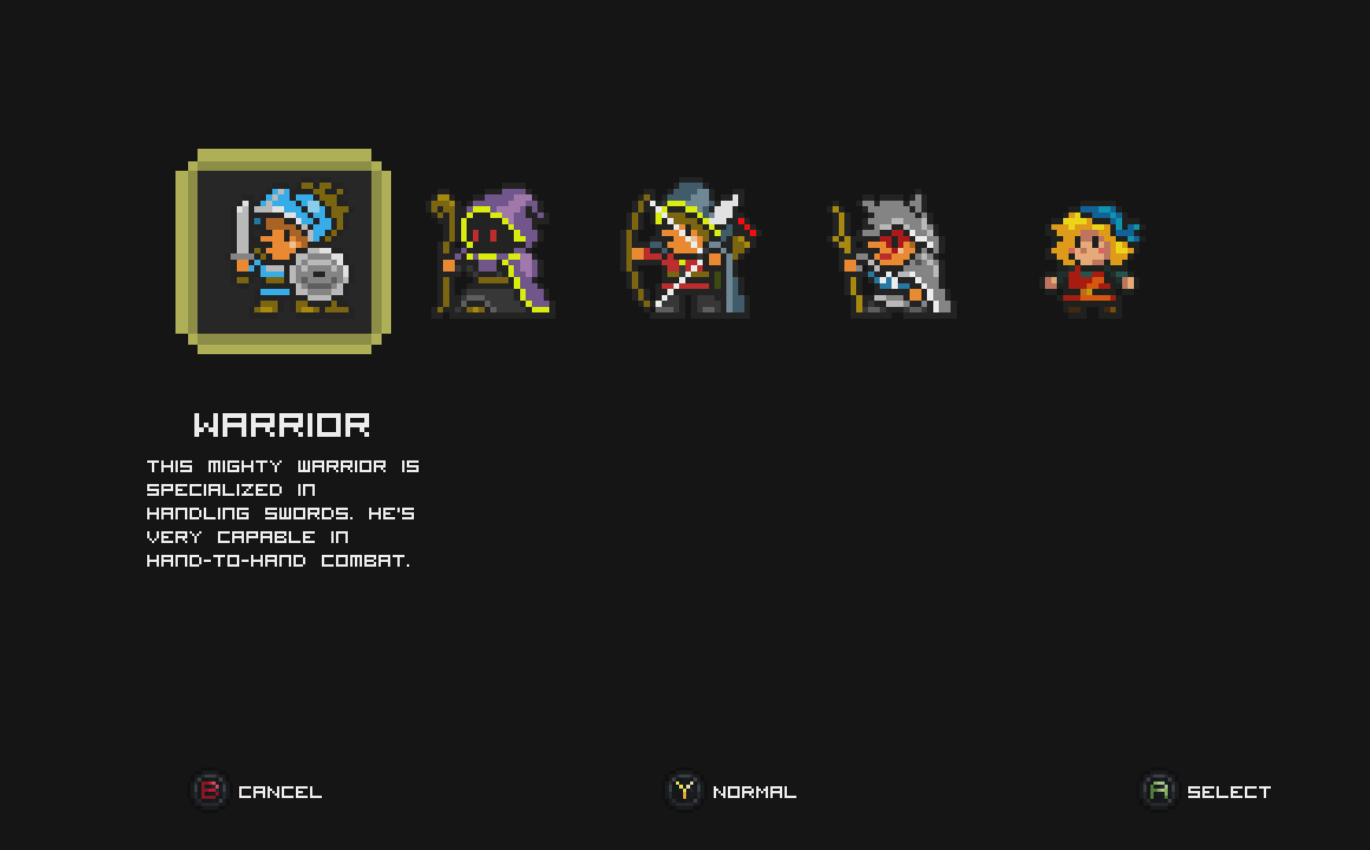 WARRIOR
THIS MIGHTY WARRIOR IS
SPECIALIZED IN
HANDLING SWORDS. HE'S
VERY CAPABLE IN
HAND-TO-HAND COMBAT.
B CANCEL
Y NORMAL
A SELECT